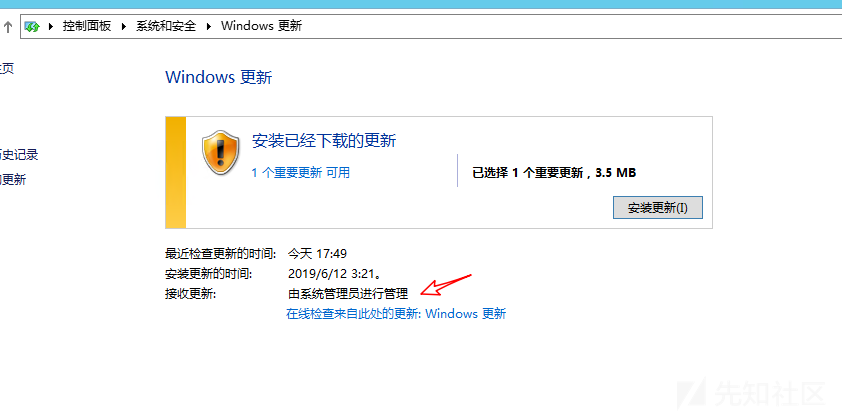 控制面板 系统和安全 Windows 更新
主页
Windows 更新
安装已经下载的更新
1 个重要更新 可用
已选择 1 个重要更新，3.5 MB
历史记录
的更新
安装更新(I)
最近检查更新的时间: 今天 17:49
安装更新的时间: 2019/6/12 3:21。
接收更新: 由系统管理员进行管理
在线检查来自此处的更新: Windows 更新
先知社区